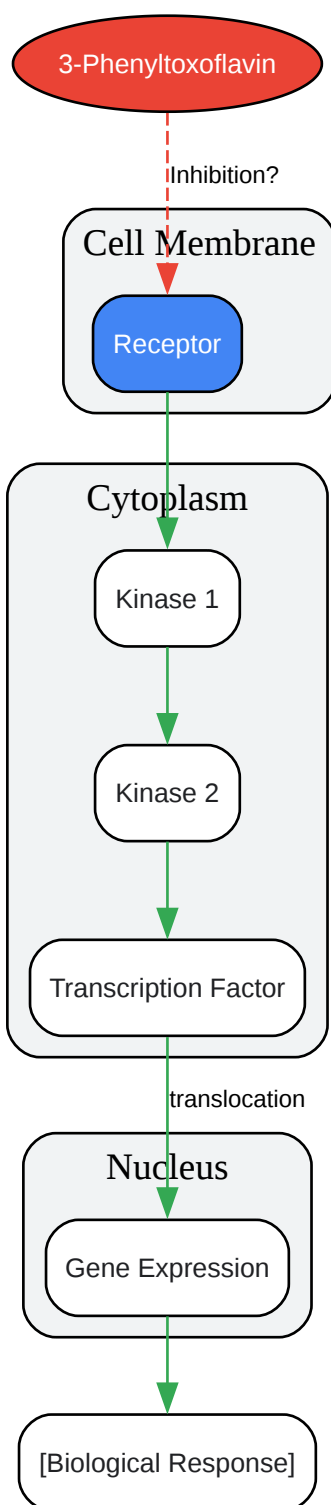 3-Phenyltoxoflavin
Inhibition?
Cell Membrane
Receptor
Cytoplasm
Kinase 1
Kinase 2
Transcription Factor
translocation
Nucleus
Gene Expression
[Biological Response]